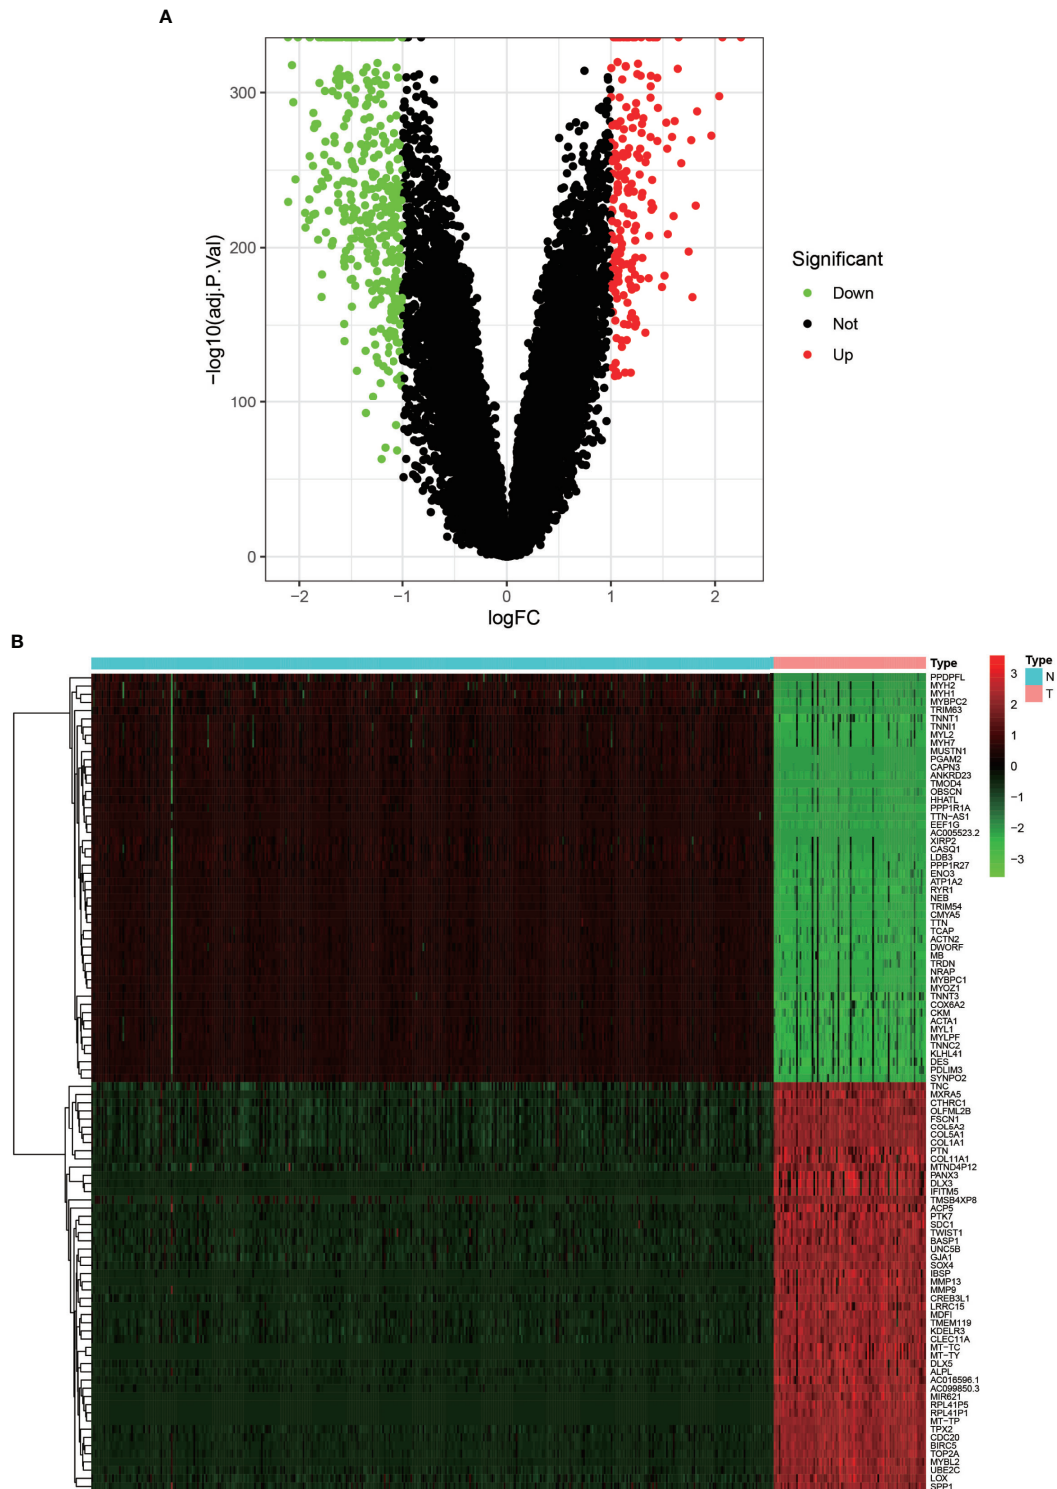 A
300
200
100
0
−log10(adj.P.Val)
−2
−1
0
1
2
logFC
Significant
Down
Not
Up
B
Type
PPDPFL
MYH2
MYH1
MYBPC2
TRIM63
TNNT1
TNNI1
MYL2
MYH7
MUSTN1
PGAM2
CAPN3
ANKRD23
TMOD4
OBSCN
HHATL
PPP1R1A
TTN−AS1
EEF1G
AC005523.2
XIRP2
CASQ1
LDB3
PPP1R27
ENO3
ATP1A2
RYR1
NEB
TRIM54
CMYA5
TTN
TCAP
ACTN2
DWORF
MB
TRDN
NRAP
MYBPC1
MYOZ1
TNNT3
COX6A2
CKM
ACTA1
MYL1
MYLPF
TNNC2
KLHL41
DES
PDLIM3
SYNPO2
TNC
MXRA5
CTHRC1
OLFML2B
FSCN1
COL5A2
COL5A1
COL1A1
PTN
COL11A1
MTND4P12
PANX3
DLX3
IFITM5
TMSB4XP8
ACP5
PTK7
SDC1
TWIST1
BASP1
UNC5B
GJA1
SOX4
IBSP
MMP13
MMP9
CREB3L1
LRRC15
MDFI
TMEM119
KDELR3
CLEC11A
MT−TC
MT−TY
DLX5
ALPL
AC016596.1
AC099850.3
MIR621
RPL41P5
RPL41P1
MT−TP
TPX2
CDC20
BIRC5
TOP2A
MYBL2
UBE2C
LOX
SPP1
3
2
1
0
−1
−2
−3
Type
N
T